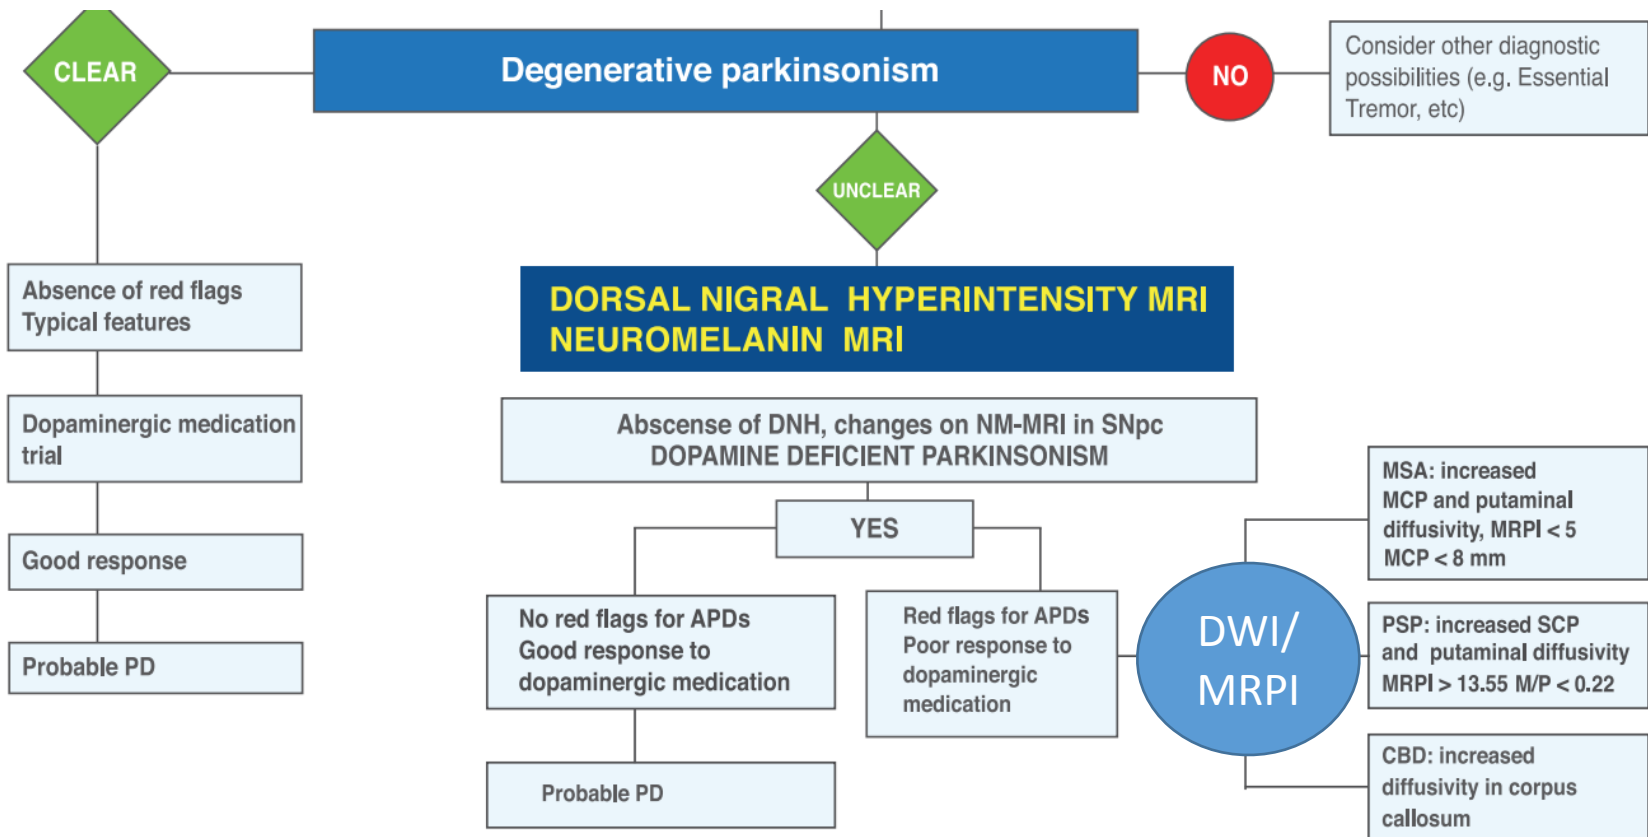 CLEAR
Degenerative parkinsonism
NO
Consider other diagnostic
possibilities (e.g. Essential
Tremor, etc)
UNCLEAR
Absence of red flags
Typical features
DORSAL NIGRAL HYPERINTENSITY MRI
NEUROMELANIN MRI
Dopaminergic medication
trial
Abscense of DNH, changes on NM-MRI in SNpc
DOPAMINE DEFICIENT PARKINSONISM
YES
Good response
Probable PD
No red flags for APDs
Good response to
dopaminergic medication
Probable PD
Red flags for APDs
Poor response to
dopaminergic
medication
DWI/
MRPI
MSA: increased
MCP and putaminal
diffusivity, MRPI < 5
MCP < 8 mm
PSP: increased SCP
and putaminal diffusivity
MRPI > 13.55 M/P < 0.22
CBD: increased
diffusivity in corpus
callosum